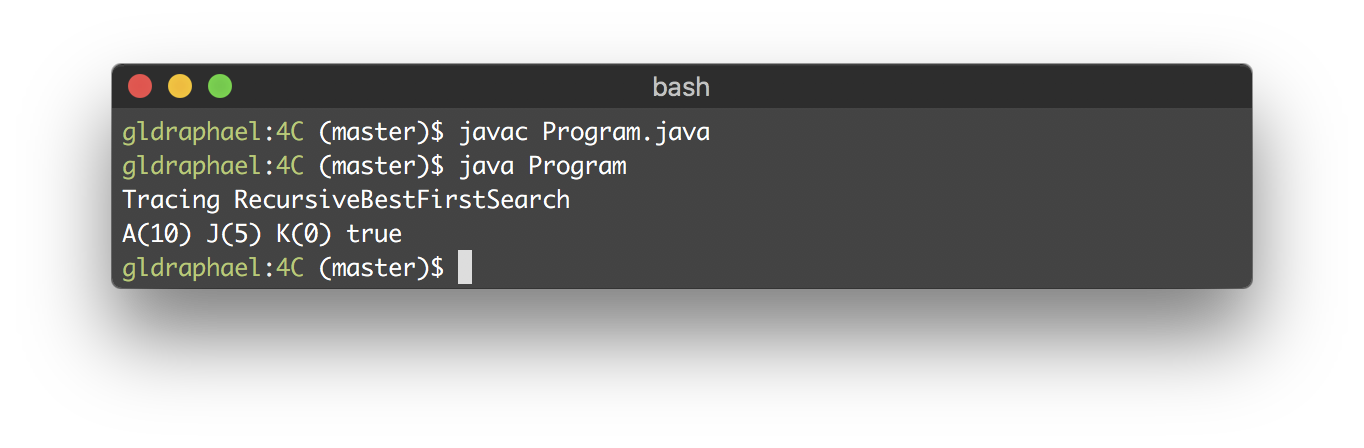 bash
gldraphael:4C (master)$ javac Program.java
gldraphael:4C (master)$ java Program
Tracing RecursiveBestFirstSearch
A(10) J(5) K(0) true
gldraphael:4C (master)$